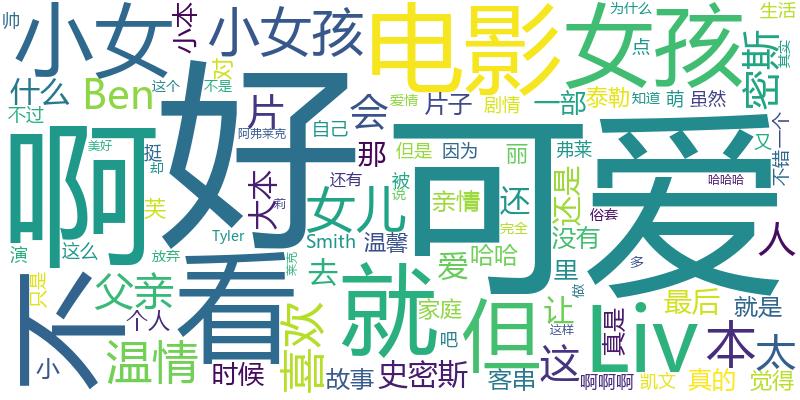 帅
小女
小本
小女孩
电影
女孩
为什么
生活
点
密斯
其实
什么
Ben
对
片
会
片子
剧情
一部
泰勒
知道
萌
虽然
不过
这个
不是
爱情
啊
好
可爱
美好
挺
却
阿弗莱克
自己
那
但是
因为
丽
弗莱
又
不错
一个
大本
女儿
还有
被
说
亲情
还
还是
哈哈哈
芙
莉
完全
俗套
演
这么
Tyler
Smith
温馨
爱
哈哈
没有
里
人
不
看
放弃
莱克
就
去
但
多
只是
父亲
喜欢
家庭
让
做
Liv
最后
就是
个人
温情
吧
这样
真是
本
太
小
时候
故事
史密斯
客串
这
啊啊啊
凯文
真的
觉得